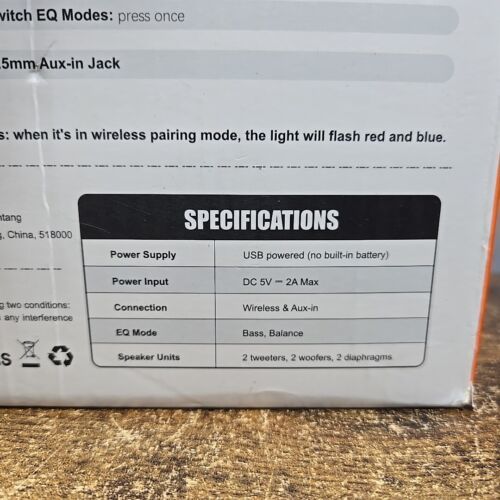 witch EQ Modes: press once
.5mm Aux-in Jack
s: when it's in wireless pairing mode, the light will flash red and blue.
ntang
, China, 518000
g two conditions:
any interference
SPECIFICATIONS
Power Supply USB powered (no built-in battery)
Power Input DC 5V ⎓ 2A Max
Connection Wireless & Aux-in
EQ Mode Bass, Balance
Speaker Units 2 tweeters, 2 woofers, 2 diaphragms